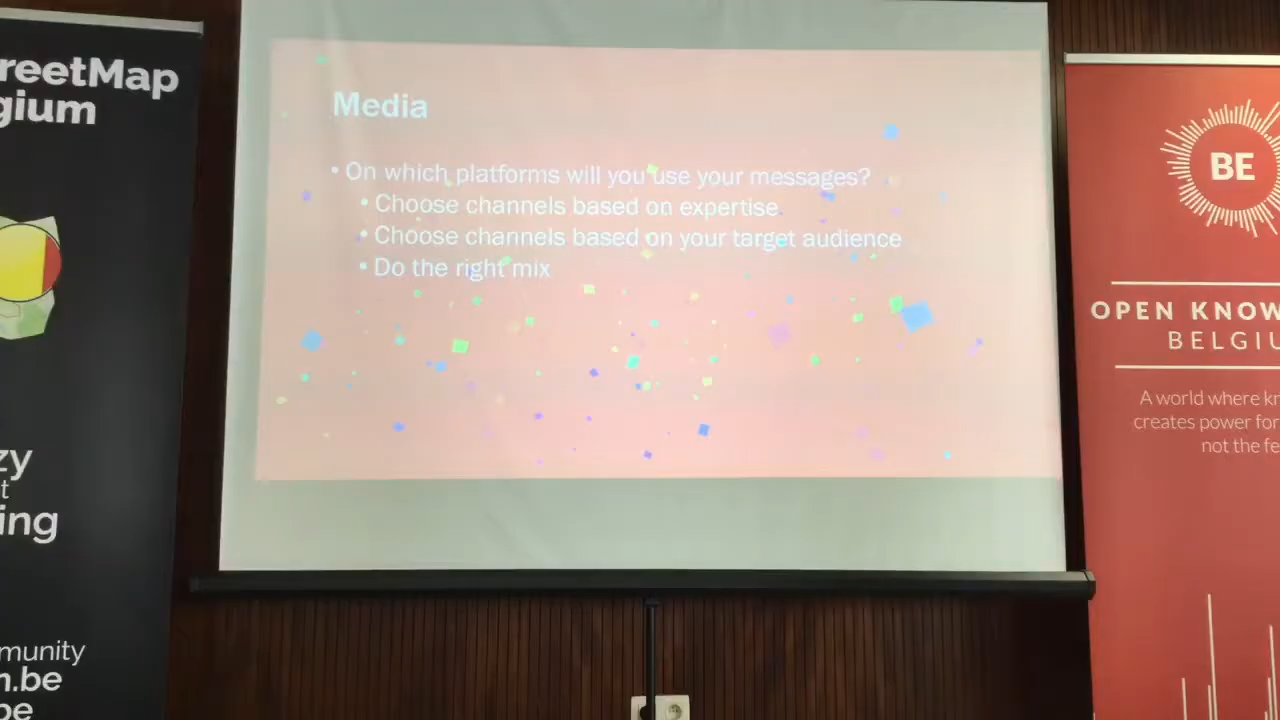 Media
• On which platforms will you use your messages?
• Choose channels based on expertise.
• Choose channels based on your target audience
• Do the right mix
reetMap
gium
zy
t
ing
munity
n.be
be
BE
OPEN KNOW
BELGIU
A world where kn
creates power for
not the fe